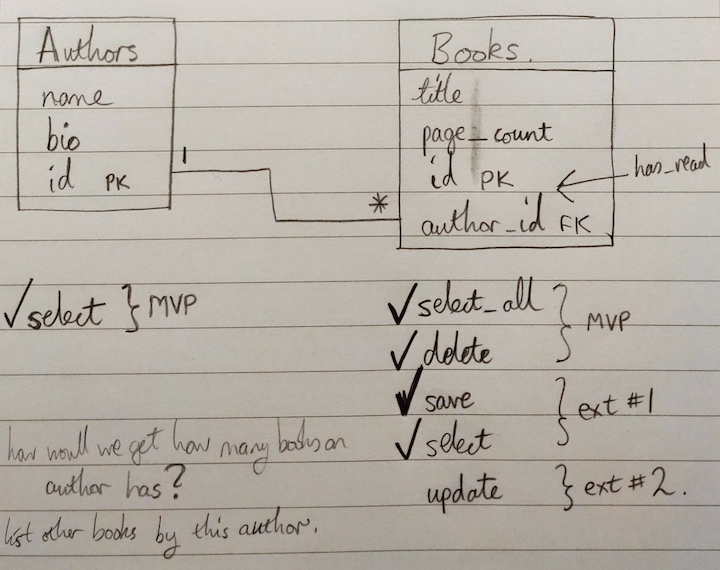 Authors
name
bio
id PK
1
*
Books.
title
page_count
id PK
author_id FK
has_read
select } MVP
select_all
delete
MVP
save
select
ext #1
update } ext #2.
how would we get how many books an
author has?
list other books by this author.